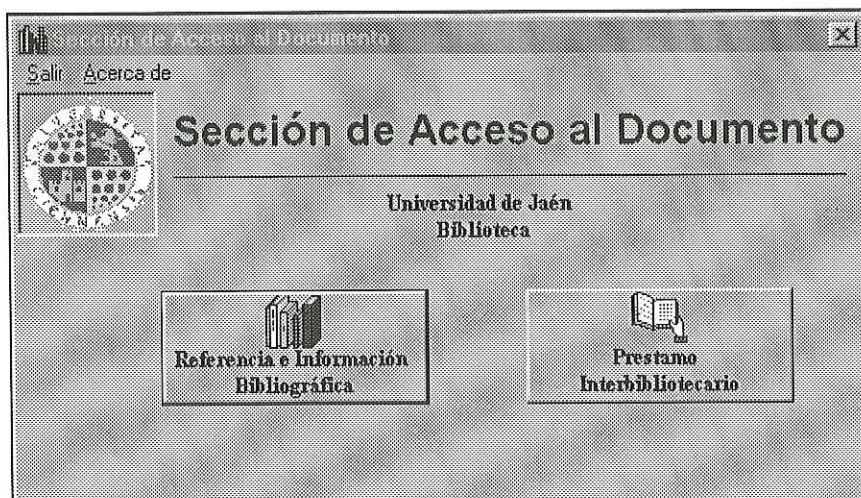 Sección de Acceso al Documento
Salir Acerca de
Sección de Acceso al Documento
Universidad de Jaén
Biblioteca
Referencia e Información
Bibliográfica
Prestamo
Interbibliotecario